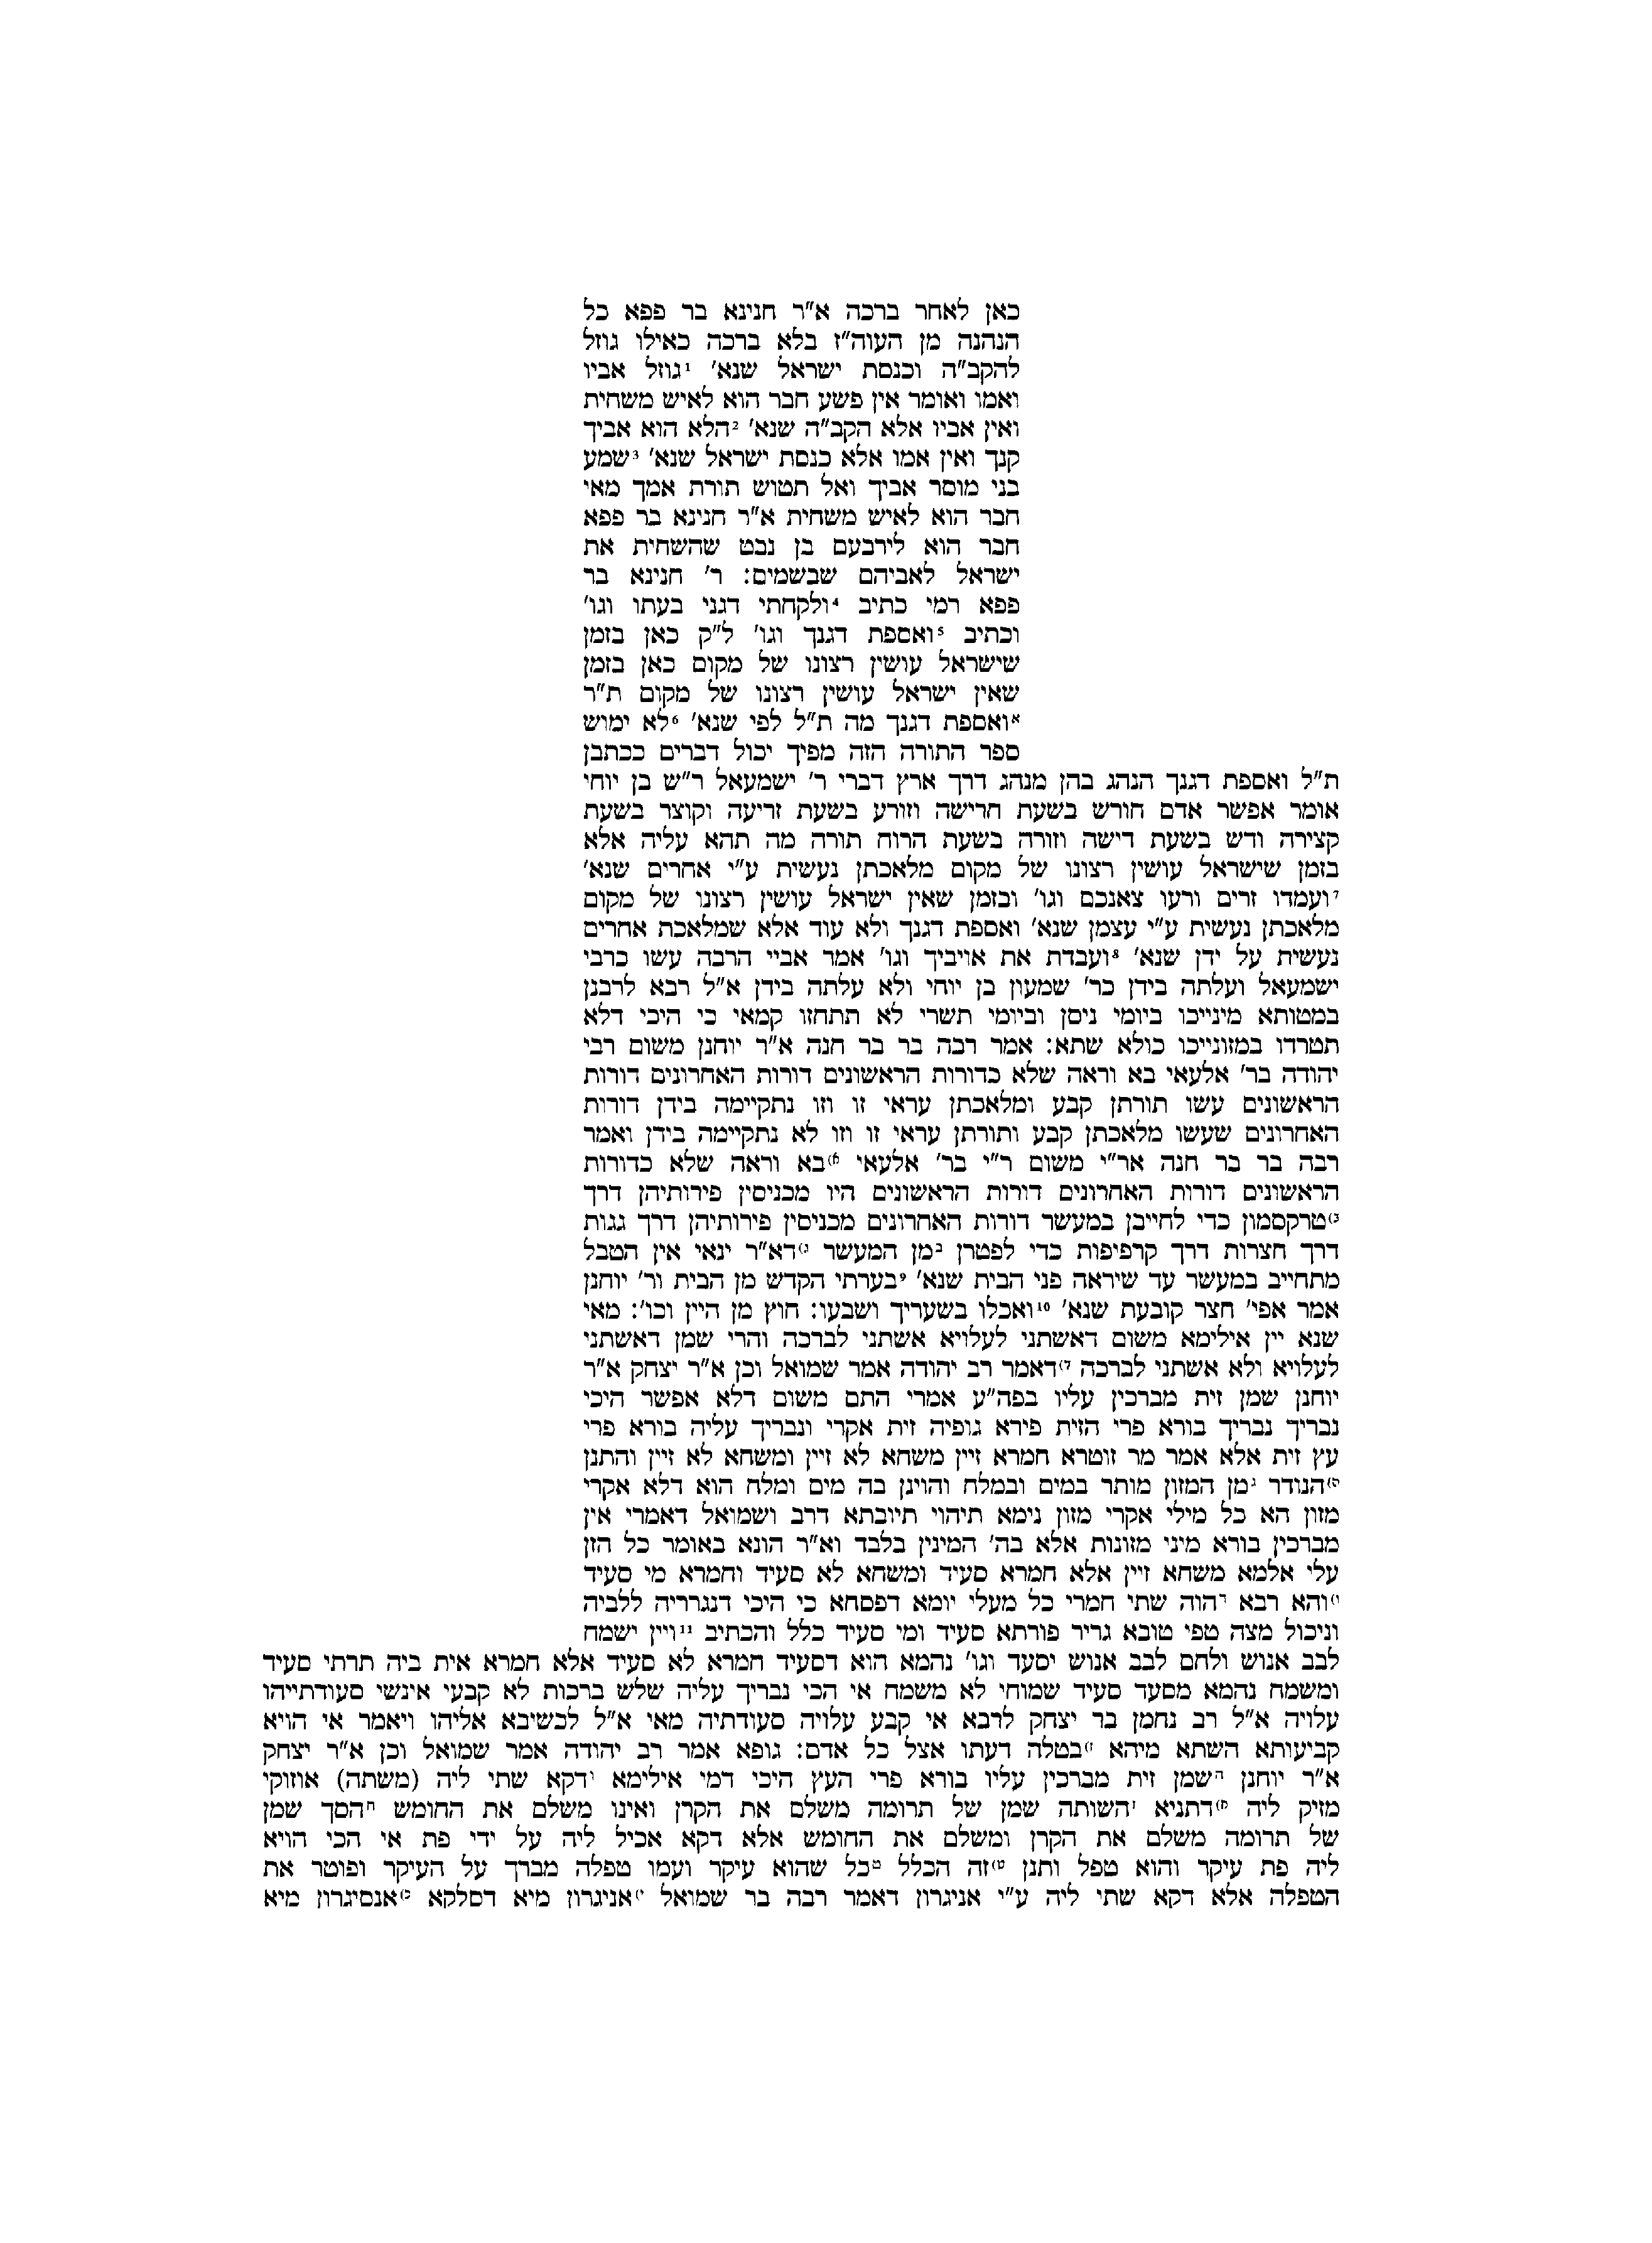 כאן לאחר ברכה א"ר חנינא בר פפא כל
הנהנה מן העוה"ז בלא ברכה כאילו גוזל
להקב"ה וכנסת ישראל שנא' ¹גוזל אביו
ואמו ואומר אין פשע חבר הוא לאיש משחית
ואין אביו אלא הקב"ה שנא' ²הלא הוא אביך
קנך ואין אמו אלא כנסת ישראל שנא' ³שמע
בני מוסר אביך ואל תטוש תורת אמך מאי
חבר הוא לאיש משחית א"ר חנינא בר פפא
חבר הוא לירבעם בן נבט שהשחית את
ישראל לאביהם שבשמים: ר' חנינא בר
פפא רמי כתיב ⁴ולקחתי דגני בעתו וגו'
וכתיב ⁵ואספת דגנך וגו' ל"ק כאן בזמן
שישראל עושין רצונו של מקום כאן בזמן
שאין ישראל עושין רצונו של מקום ת"ר
אואספת דגנך מה ת"ל לפי שנא' ⁶לא ימוש
ספר התורה הזה מפיך יכול דברים ככתבן
ת"ל ואספת דגנך הנהג בהן מנהג דרך ארץ דברי ר' ישמעאל ר"ש בן יוחי
אומר אפשר אדם חורש בשעת חרישה וזורע בשעת זריעה וקוצר בשעת
קצירה ודש בשעת דישה וזורה בשעת הרוח תורה מה תהא עליה אלא
בזמן שישראל עושין רצונו של מקום מלאכתן נעשית ע"י אחרים שנא'
⁷ועמדו זרים ורעו צאנכם וגו' ובזמן שאין ישראל עושין רצונו של מקום
מלאכתן נעשית ע"י עצמן שנא' ואספת דגנך ולא עוד אלא שמלאכת אחרים
נעשית על ידן שנא' ⁸ועבדת את אויביך וגו' אמר אביי הרבה עשו כרבי
ישמעאל ועלתה בידן כר' שמעון בן יוחי ולא עלתה בידן א"ל רבא לרבנן
במטותא מינייכו ביומי ניסן וביומי תשרי לא תתחזו קמאי כי היכי דלא
תטרדו במזונייכו כולא שתא: אמר רבה בר בר חנה א"ר יוחנן משום רבי
יהודה בר' אלעאי בא וראה שלא כדורות הראשונים דורות האחרונים דורות
הראשונים עשו תורתן קבע ומלאכתן עראי זו וזו נתקיימה בידן דורות
האחרונים שעשו מלאכתן קבע ותורתן עראי זו וזו לא נתקיימה בידן ואמר
רבה בר בר חנה אר"י משום ר"י בר' אלעאי א)בא וראה שלא כדורות
הראשונים דורות האחרונים דורות הראשונים היו מכניסין פירותיהן דרך
ב)טרקסמון כדי לחייבן במעשר דורות האחרונים מכניסין פירותיהן דרך גגות
דרך חצרות דרך קרפיפות כדי לפטרן במן המעשר ג)דא"ר ינאי אין הטבל
מתחייב במעשר עד שיראה פני הבית שנא' ⁹בערתי הקדש מן הבית ור' יוחנן
אמר אפי' חצר קובעת שנא' ¹⁰ואכלו בשעריך ושבעו: חוץ מן היין וכו': מאי
שנא יין אילימא משום דאשתני לעלויא אשתני לברכה והרי שמן דאשתני
לעלויא ולא אשתני לברכה ד)דאמר רב יהודה אמר שמואל וכן א"ר יצחק א"ר
יוחנן שמן זית מברכין עליו בפה"ע אמרי התם משום דלא אפשר היכי
נבריך נבריך בורא פרי הזית פירא גופיה זית אקרי ונבריך עליה בורא פרי
עץ זית אלא אמר מר זוטרא חמרא זיין משחא לא זיין ומשחא לא זיין והתנן
ה)הנודר גמן המזון מותר במים ובמלח והוינן בה מים ומלח הוא דלא אקרי
מזון הא כל מילי אקרי מזון נימא תיהוי תיובתא דרב ושמואל דאמרי אין
מברכין בורא מיני מזונות אלא בה' המינין בלבד וא"ר הונא באומר כל הזן
עלי אלמא משחא זיין אלא חמרא סעיד ומשחא לא סעיד וחמרא מי סעיד
ו)והא רבא דהוה שתי חמרי כל מעלי יומא דפסחא כי היכי דנגרריה ללביה
וניכול מצה טפי טובא גריר פורתא סעיד ומי סעיד כלל והכתיב ¹¹ויין ישמח
לבב אנוש ולחם לבב אנוש יסעד וגו' נהמא הוא דסעיד חמרא לא סעיד אלא חמרא אית ביה תרתי סעיד
ומשמח נהמא מסעד סעיד שמוחי לא משמח אי הכי נבריך עליה שלש ברכות לא קבעי אינשי סעודתייהו
עלויה א"ל רב נחמן בר יצחק לרבא אי קבע עלויה סעודתיה מאי א"ל לכשיבא אליהו ויאמר אי הויא
קביעותא השתא מיהא ז)בטלה דעתו אצל כל אדם: גופא אמר רב יהודה אמר שמואל וכן א"ר יצחק
א"ר יוחנן השמן זית מברכין עליו בורא פרי העץ היכי דמי אילימא ודקא שתי ליה (משתה) אוזוקי
מזיק ליה ח)דתניא זהשותה שמן של תרומה משלם את הקרן ואינו משלם את החומש חהסך שמן
של תרומה משלם את הקרן ומשלם את החומש אלא דקא אכיל ליה על ידי פת אי הכי הויא
ליה פת עיקר והוא טפל ותנן ט)זה הכלל טכל שהוא עיקר ועמו טפלה מברך על העיקר ופוטר את
הטפלה אלא דקא שתי ליה ע"י אניגרון דאמר רבה בר שמואל י)אניגרון מיא דסלקא כ)אנסיגרון מיא